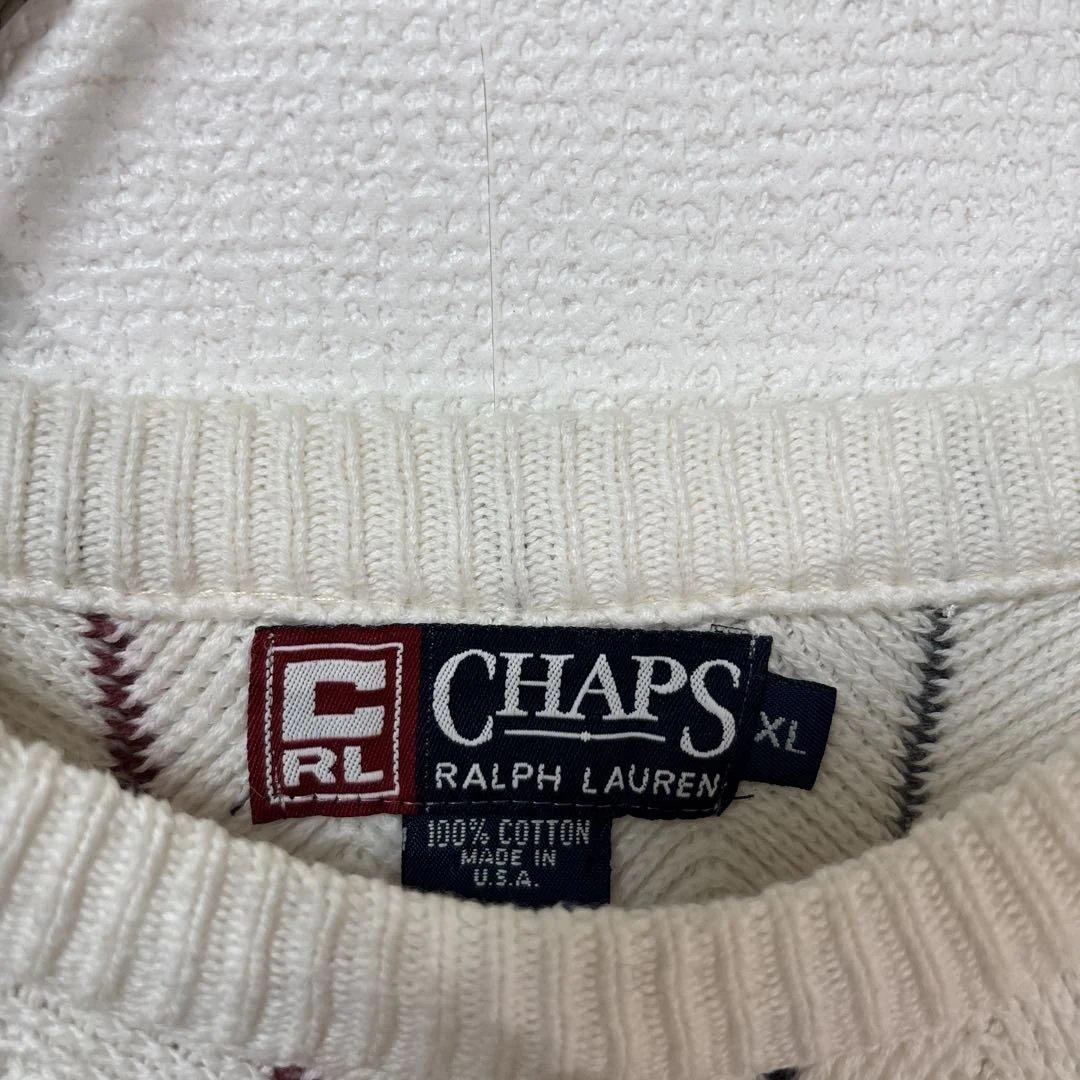 C
RL
CHAPS
RALPH LAUREN
XL
100% COTTON
MADE IN
U.S.A.